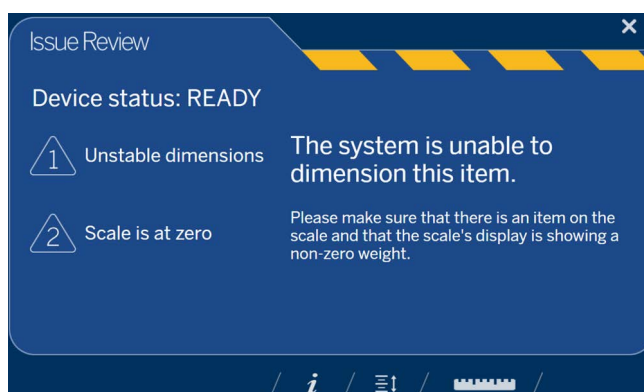 Issue Review
Device status: READY
1 Unstable dimensions
2 Scale is at zero
The system is unable to
dimension this item.
Please make sure that there is an item on the
scale and that the scale's display is showing a
non-zero weight.
i